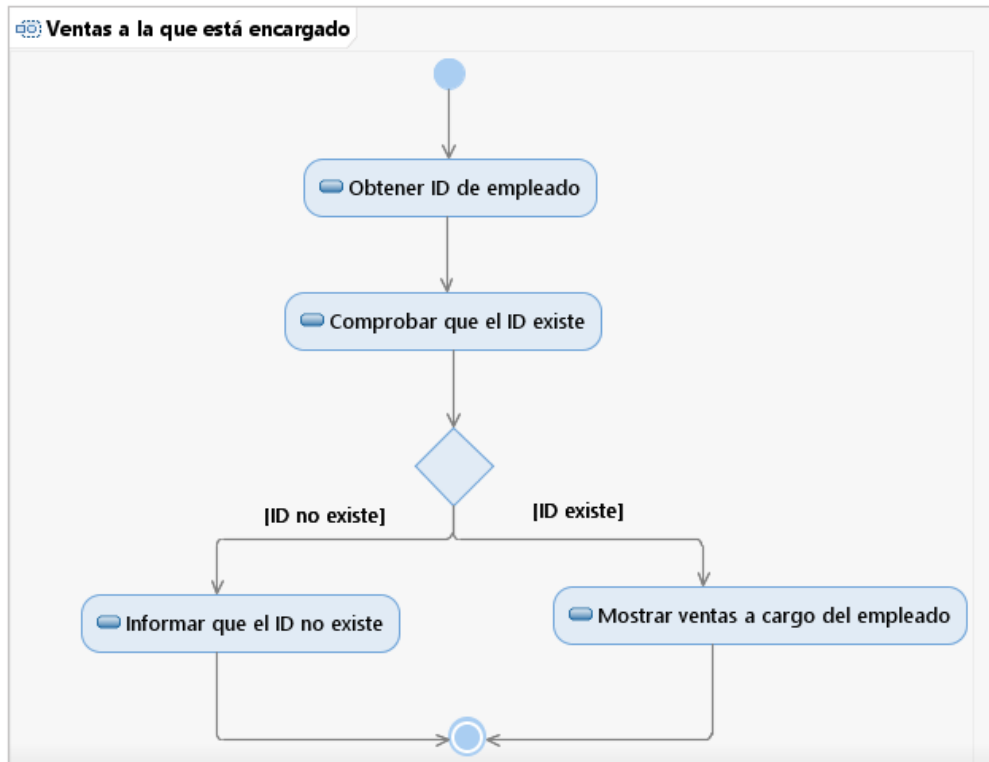 Ventas a la que está encargado
Obtener ID de empleado
Comprobar que el ID existe
[ID no existe]
[ID existe]
Informar que el ID no existe
Mostrar ventas a cargo del empleado